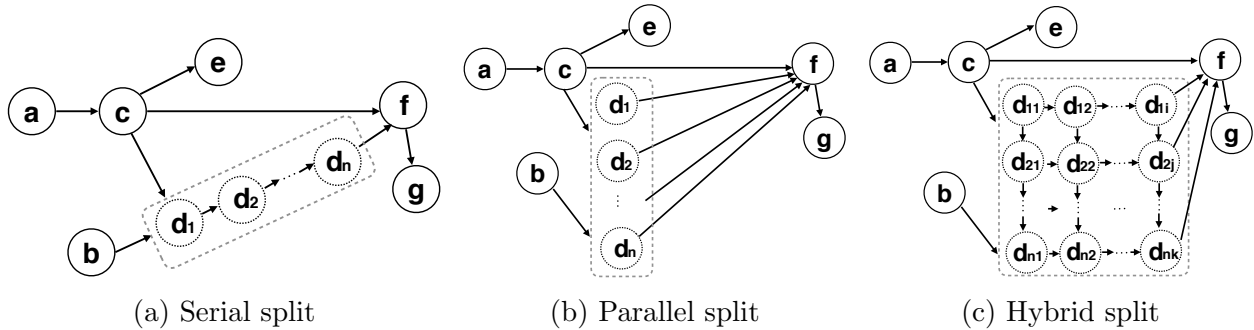 e
a
c
f
d1
d2
...
dn
b
g
(a) Serial split
e
a
c
f
d1
d2
...
dn
b
g
(b) Parallel split
e
a
c
f
d11 d12 ... d1i
d21 d22 ... d2j
... ... ... ...
dn1 dn2 ... dnk
b
g
(c) Hybrid split